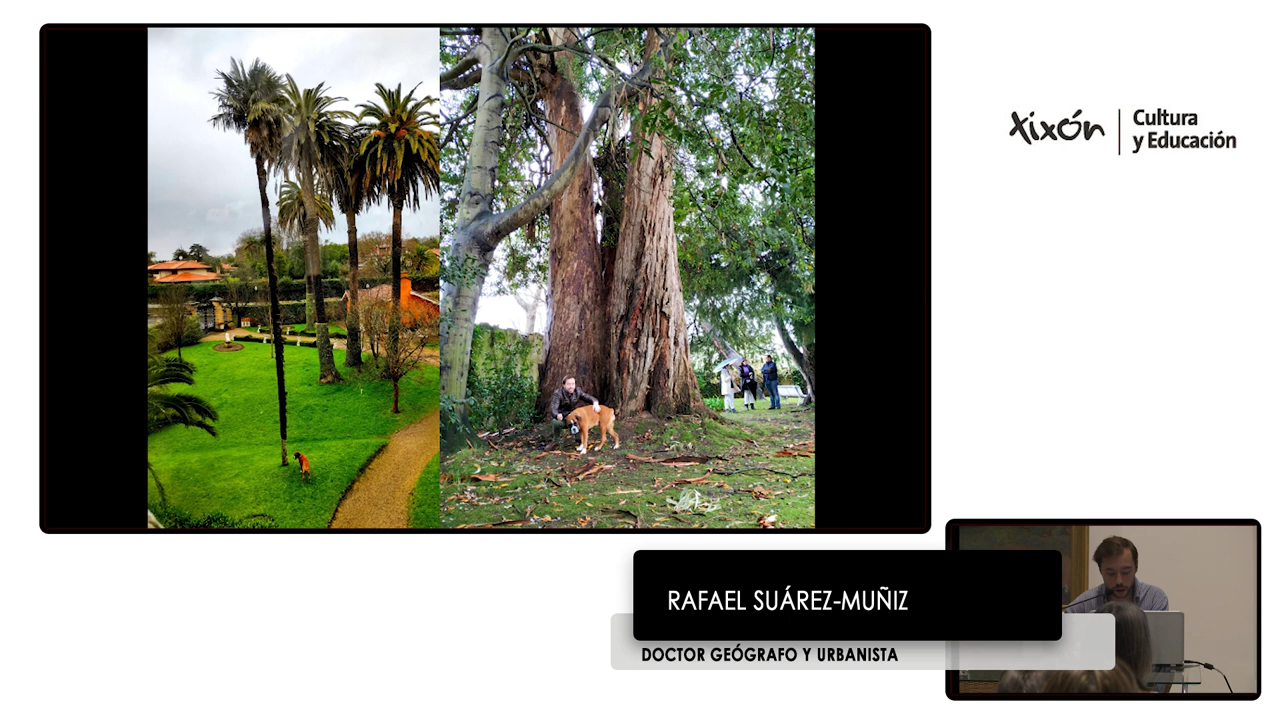 Xixón
Cultura
y Educación
RAFAEL SUÁREZ-MUÑIZ
DOCTOR GEÓGRAFO Y URBANISTA